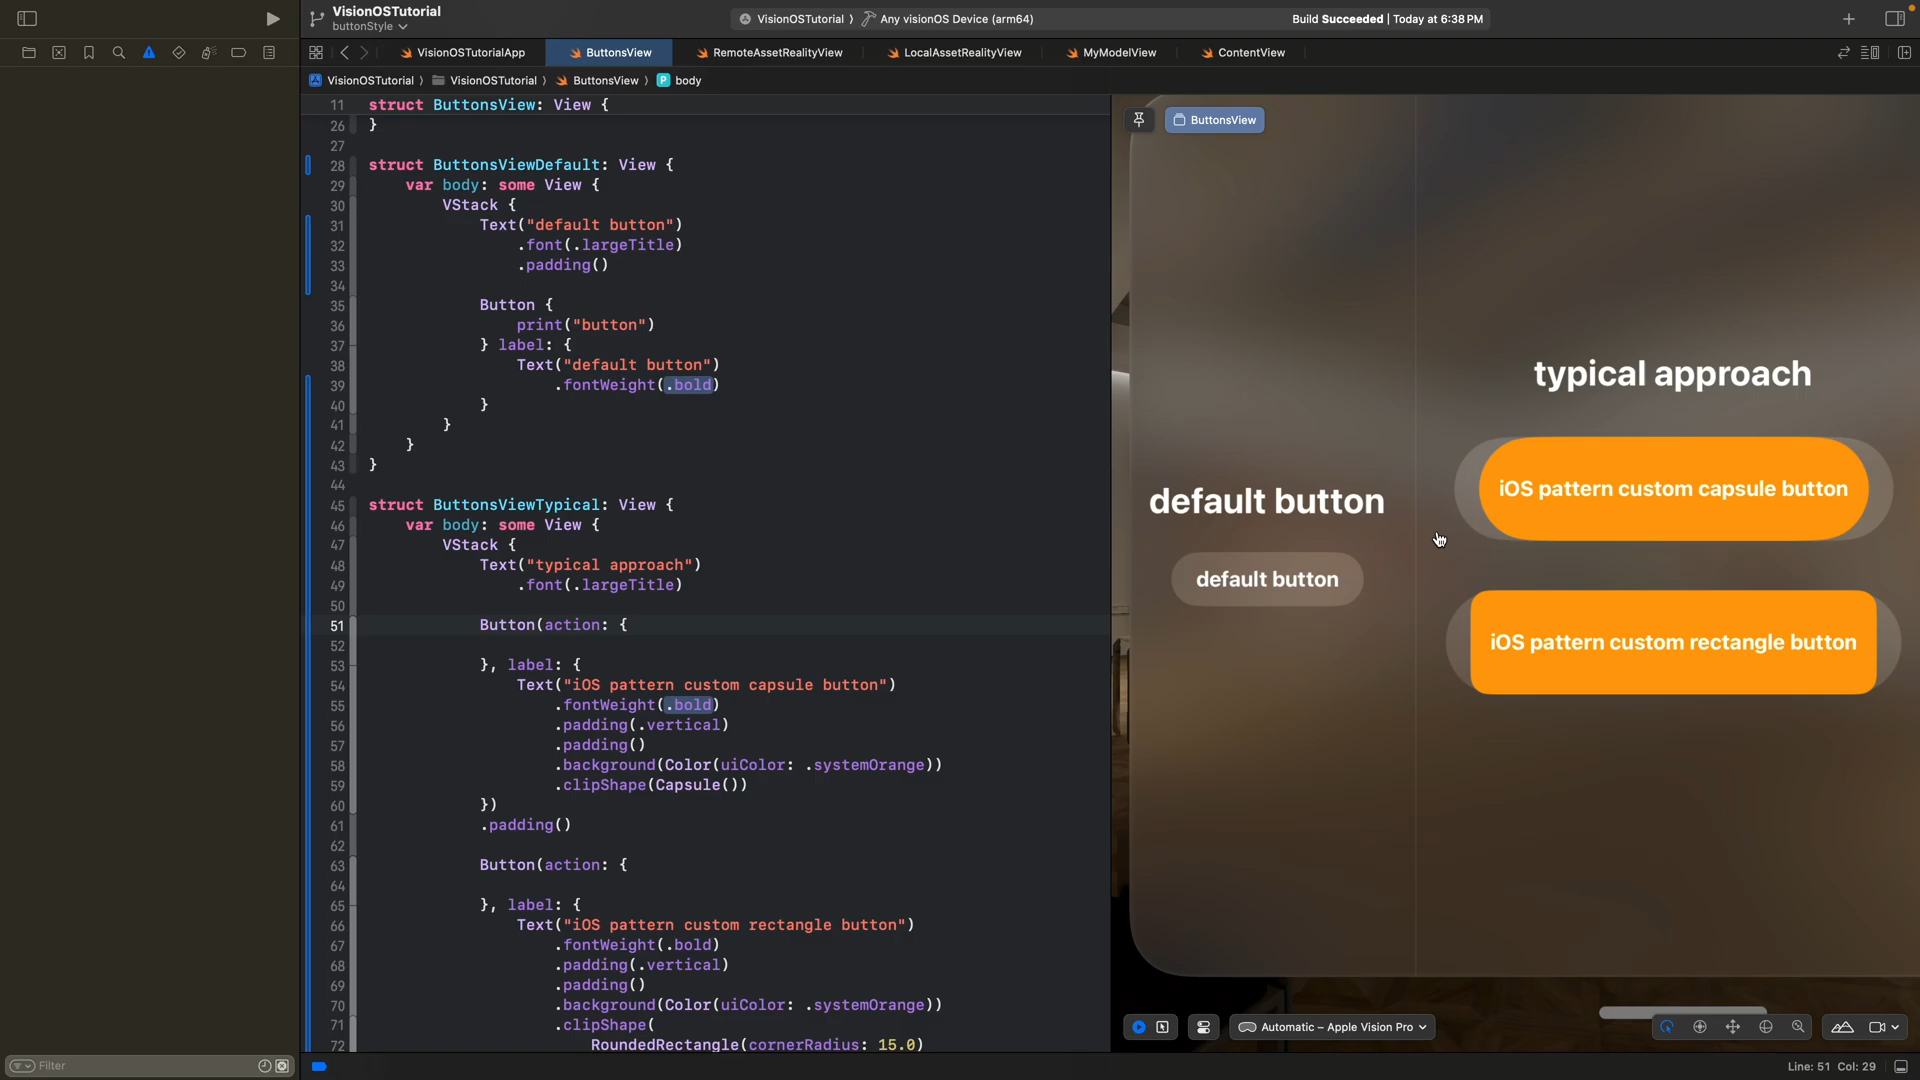 VisionOSTutorial
buttonStyle
VisionOSTutorial
Any visionOS Device (arm64)
Build Succeeded | Today at 6:38 PM
VisionOSTutorialApp
ButtonsView
RemoteAssetRealityView
LocalAssetRealityView
MyModelView
ContentView
VisionOSTutorial
VisionOSTutorial
ButtonsView
P body
11 struct ButtonsView: View {
26 }
27
28 struct ButtonsViewDefault: View {
29 var body: some View {
30 VStack {
31 Text("default button")
32 .font(.largeTitle)
33 .padding()
34
35 Button {
36 print("button")
37 } label: {
38 Text("default button")
39 .fontWeight(.bold)
40 }
41 }
42 }
43 }
44
45 struct ButtonsViewTypical: View {
46 var body: some View {
47 VStack {
48 Text("typical approach")
49 .font(.largeTitle)
50
51 Button(action: {
52
53 }, label: {
54 Text("iOS pattern custom capsule button")
55 .fontWeight(.bold)
56 .padding(.vertical)
57 .padding()
58 .background(Color(uiColor: .systemOrange))
59 .clipShape(Capsule())
60 })
61 .padding()
62
63 Button(action: {
64
65 }, label: {
66 Text("iOS pattern custom rectangle button")
67 .fontWeight(.bold)
68 .padding(.vertical)
69 .padding()
70 .background(Color(uiColor: .systemOrange))
71 .clipShape(
72 RoundedRectangle(cornerRadius: 15.0)
ButtonsView
default button
default button
typical approach
iOS pattern custom capsule button
iOS pattern custom rectangle button
Automatic – Apple Vision Pro
Filter
Line: 51 Col: 29